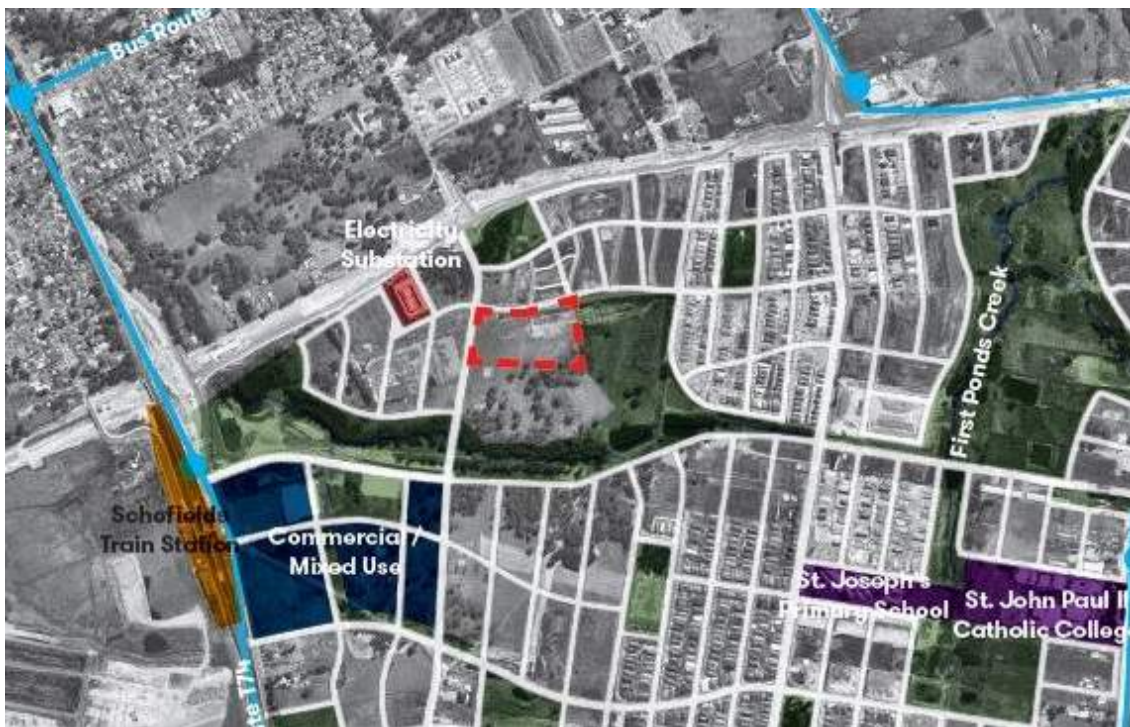 Bus Route
Electricity
Substation
First Ponds Creek
Schofields
Train Station
Commercial /
Mixed Use
St. Joseph's
Primary School
St. John Paul II
Catholic College